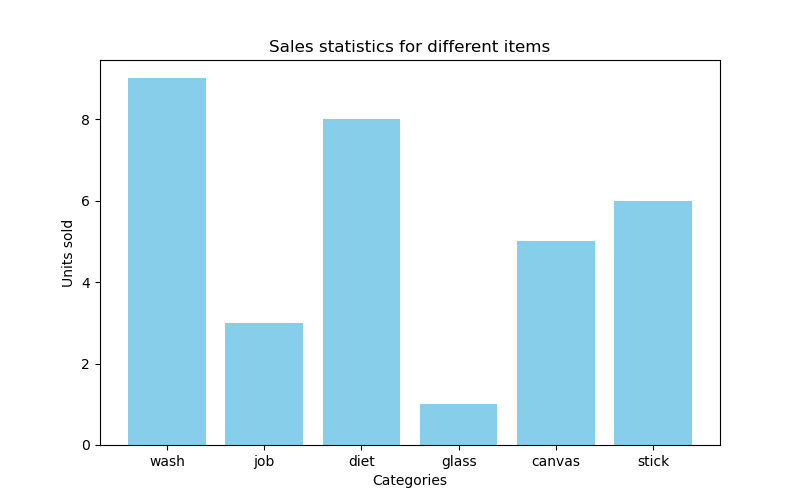 Sales statistics for different items
Units sold
8
6
4
2
0
wash job diet glass canvas stick
Categories